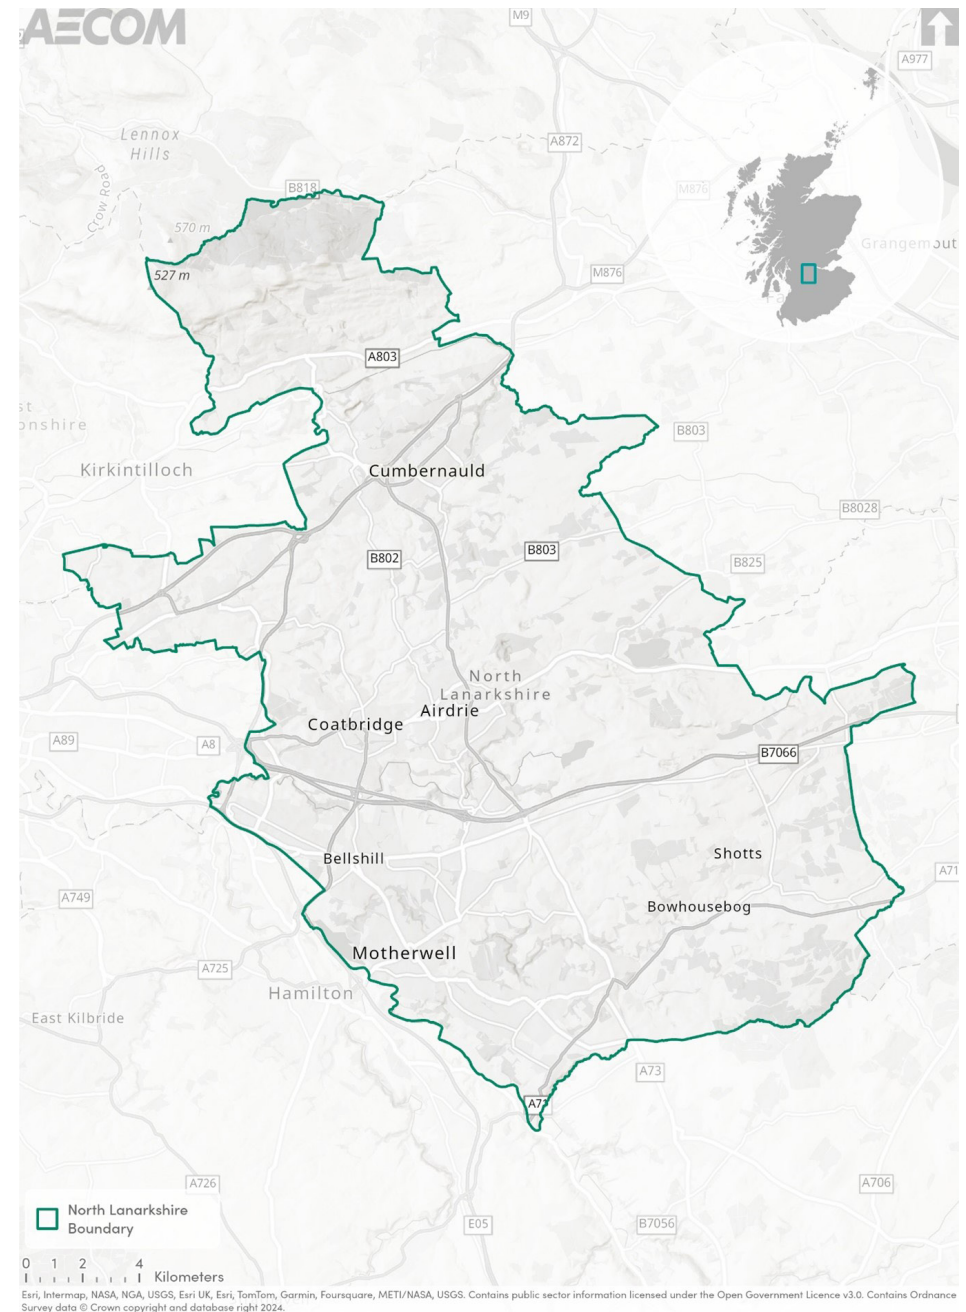 AECOM
M9
A977
Lennox
Hills
A872
Crow Road
B818
M876
570 m
Grangemout
527 m
M876
A803
st
onshire
B803
Kirkintilloch
Cumbernauld
B8028
B802
B803
B825
North
Lanarkshire
Airdrie
Coatbridge
A89
A8
B7066
Shotts
Bellshill
A71
A749
Bowhousebog
Motherwell
A725
Hamilton
East Kilbride
A73
A71
A726
A706
North Lanarkshire
Boundary
E05
B7056
0 1 2 4
Kilometers
Esri, Intermap, NASA, NGA, USGS, Esri UK, Esri, TomTom, Garmin, Foursquare, METI/NASA, USGS. Contains public sector information licensed under the Open Government Licence v3.0. Contains Ordnance
Survey data © Crown copyright and database right 2024.